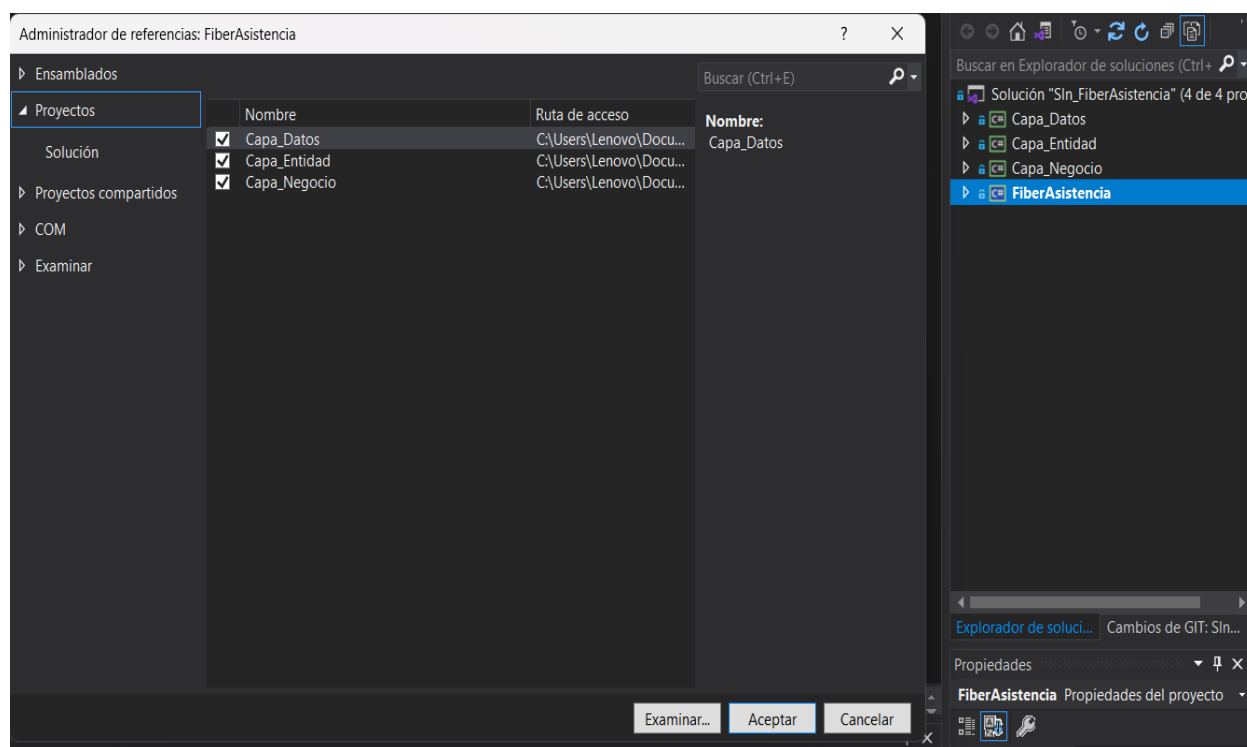 Administrador de referencias: FiberAsistencia
?
Ensamblados
Proyectos
Solución
Proyectos compartidos
COM
Examinar
Nombre Ruta de acceso
Capa_Datos C:\Users\Lenovo\Docu...
Capa_Entidad C:\Users\Lenovo\Docu...
Capa_Negocio C:\Users\Lenovo\Docu...
Buscar (Ctrl+E)
Nombre:
Capa_Datos
Examinar... Aceptar Cancelar
Buscar en Explorador de soluciones (Ctrl+
Solución "Sln_FiberAsistencia" (4 de 4 pro
C# Capa_Datos
C# Capa_Entidad
C# Capa_Negocio
C# FiberAsistencia
Explorador de soluci... Cambios de GIT: Sln...
Propiedades
FiberAsistencia Propiedades del proyecto